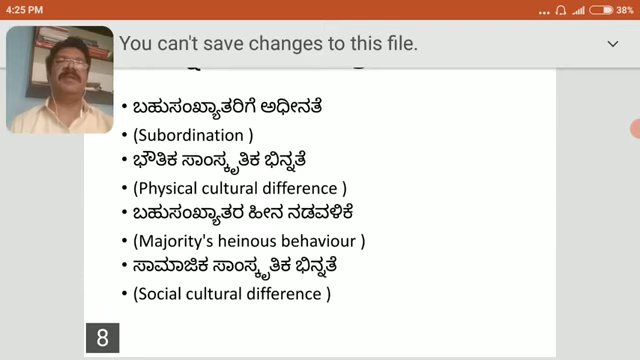 4:25 PM
38%
You can't save changes to this file.
• ಬಹುಸಂಖ್ಯಾತರಿಗೆ ಅಧೀನತೆ
• (Subordination )
• ಭೌತಿಕ ಸಾಂಸ್ಕೃತಿಕ ಭಿನ್ನತೆ
• (Physical cultural difference )
• ಬಹುಸಂಖ್ಯಾತರ ಹೀನ ನಡವಳಿಕೆ
• (Majority's heinous behaviour )
• ಸಾಮಾಜಿಕ ಸಾಂಸ್ಕೃತಿಕ ಭಿನ್ನತೆ
• (Social cultural difference )
8